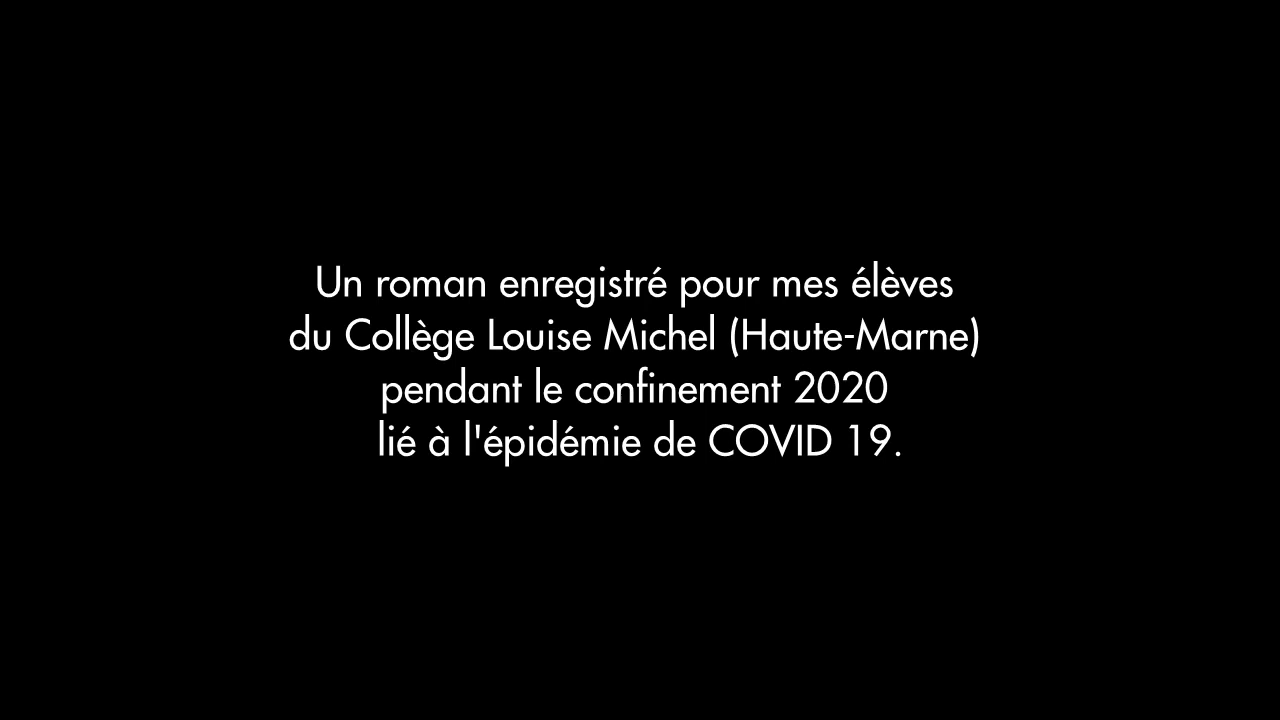 Un roman enregistré pour mes élèves
du Collège Louise Michel (Haute-Marne)
pendant le confinement 2020
lié à l'épidémie de COVID 19.